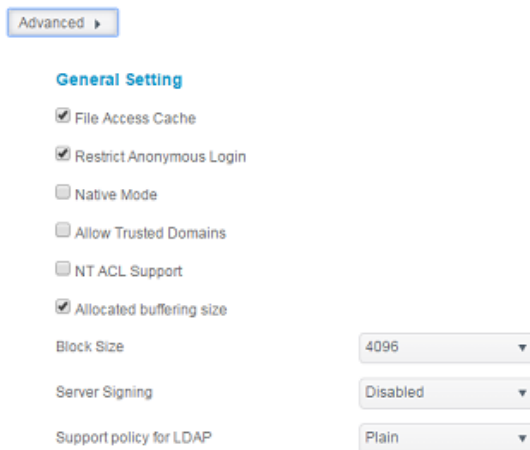 Advanced
General Setting
File Access Cache
Restrict Anonymous Login
Native Mode
Allow Trusted Domains
NT ACL Support
Allocated buffering size
Block Size 4096
Server Signing Disabled
Support policy for LDAP Plain